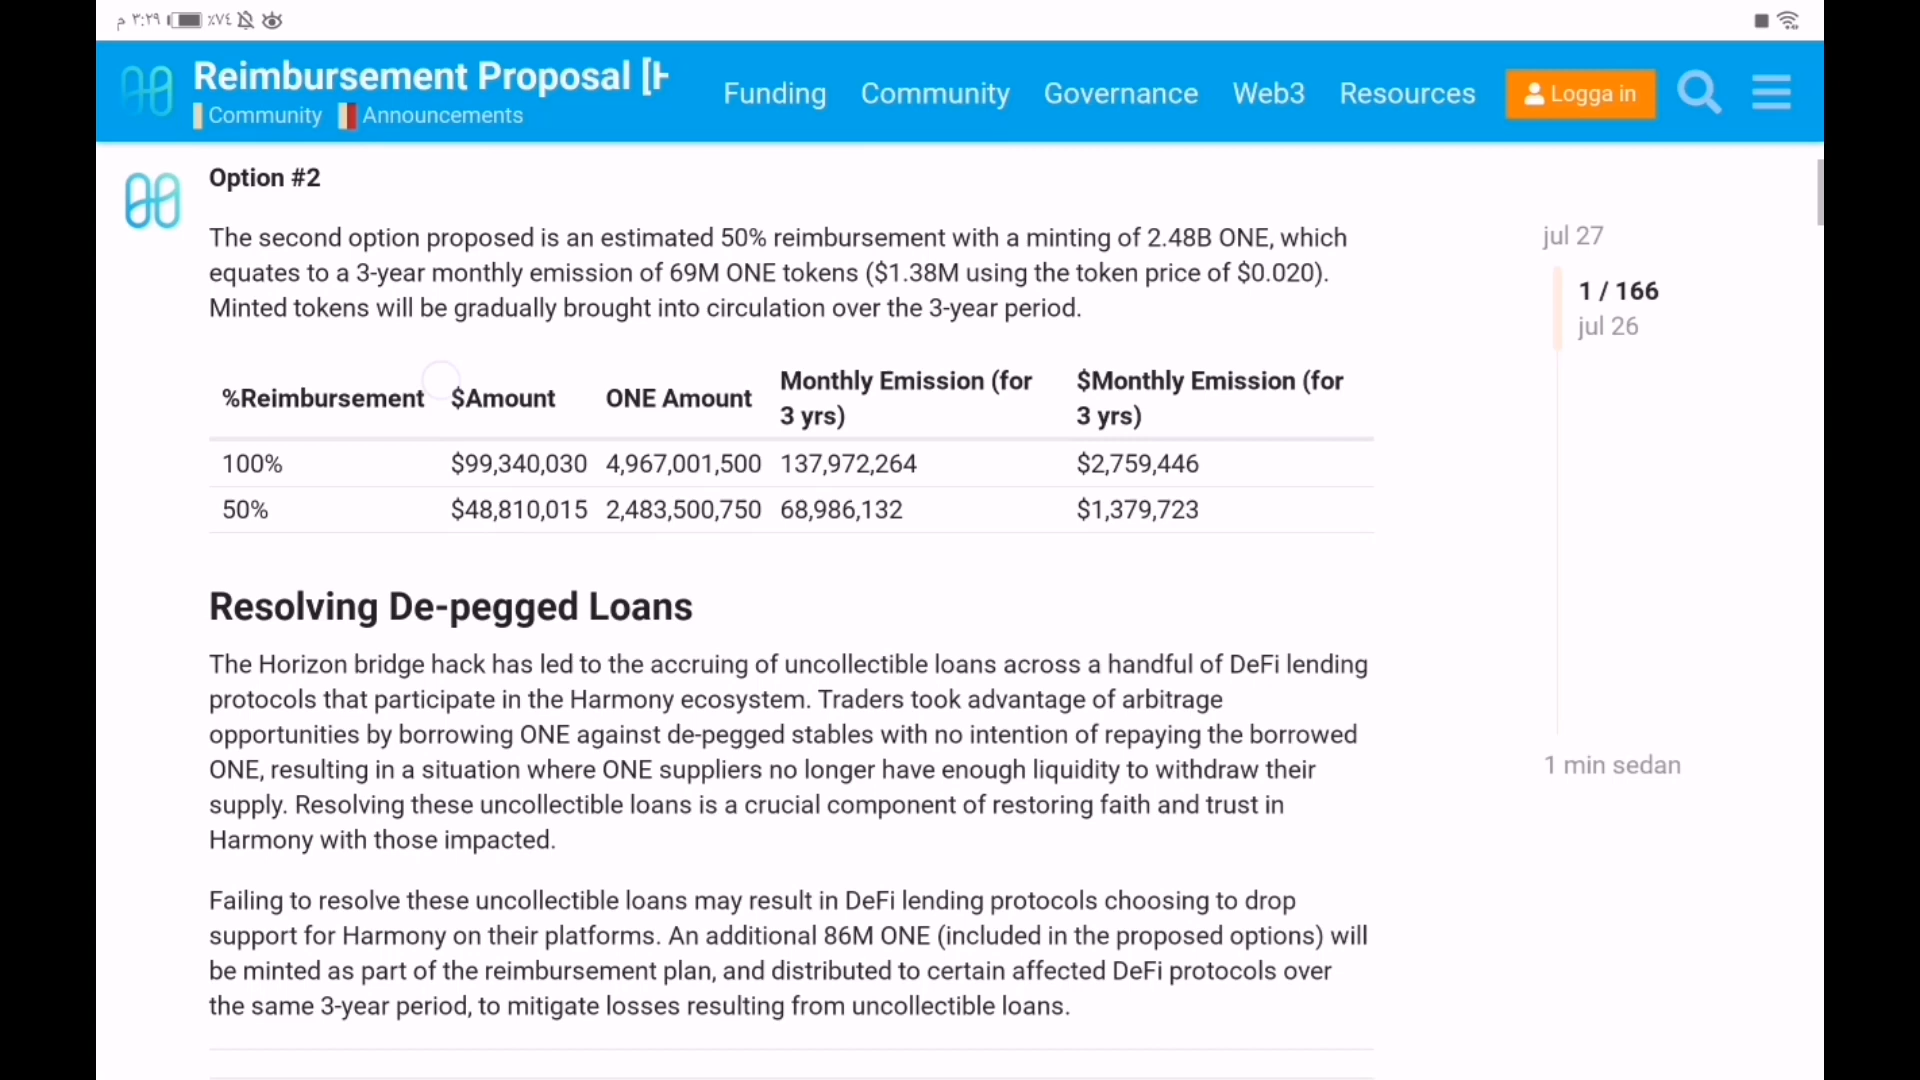 م ٣:٢٩ ٪٧٤
Reimbursement Proposal [H
Community Announcements
Funding Community Governance Web3 Resources Logga in
Option #2
The second option proposed is an estimated 50% reimbursement with a minting of 2.48B ONE, which
equates to a 3-year monthly emission of 69M ONE tokens ($1.38M using the token price of $0.020).
Minted tokens will be gradually brought into circulation over the 3-year period.
%Reimbursement $Amount ONE Amount Monthly Emission (for 3 yrs) $Monthly Emission (for 3 yrs)
100% $99,340,030 4,967,001,500 137,972,264 $2,759,446
50% $48,810,015 2,483,500,750 68,986,132 $1,379,723
Resolving De-pegged Loans
The Horizon bridge hack has led to the accruing of uncollectible loans across a handful of DeFi lending
protocols that participate in the Harmony ecosystem. Traders took advantage of arbitrage
opportunities by borrowing ONE against de-pegged stables with no intention of repaying the borrowed
ONE, resulting in a situation where ONE suppliers no longer have enough liquidity to withdraw their
supply. Resolving these uncollectible loans is a crucial component of restoring faith and trust in
Harmony with those impacted.
Failing to resolve these uncollectible loans may result in DeFi lending protocols choosing to drop
support for Harmony on their platforms. An additional 86M ONE (included in the proposed options) will
be minted as part of the reimbursement plan, and distributed to certain affected DeFi protocols over
the same 3-year period, to mitigate losses resulting from uncollectible loans.
jul 27
1 / 166
jul 26
1 min sedan